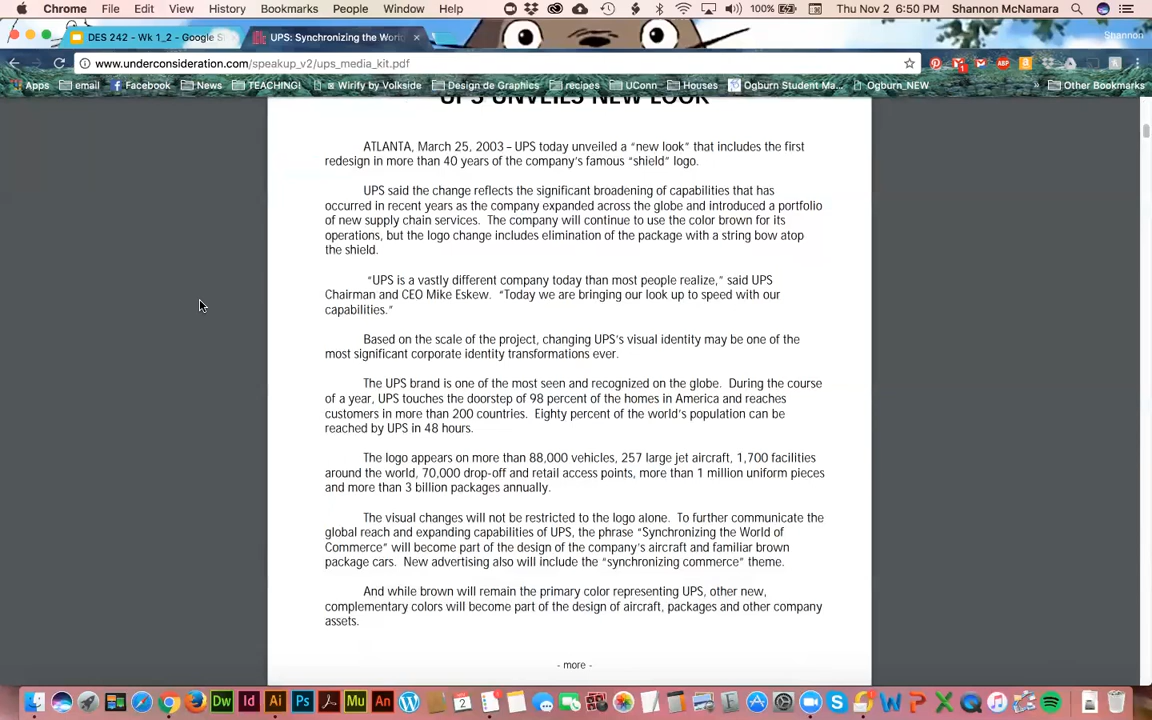 Chrome File Edit View History Bookmarks People Window Help 100% Thu Nov 2 6:50 PM Shannon McNamara
DES 242 - Wk 1_2 - Google S
UPS: Synchronizing the Worl
Shannon
www.underconsideration.com/speakup_v2/ups_media_kit.pdf
Apps email Facebook News TEACHING! Wirify by Volkside Design de Graphics recipes UConn Houses Ogburn Student Ma... Ogburn_NEW » Other Bookmarks
UPS UNVEILS NEW LOOK
ATLANTA, March 25, 2003 – UPS today unveiled a “new look” that includes the first
redesign in more than 40 years of the company’s famous “shield” logo.
UPS said the change reflects the significant broadening of capabilities that has
occurred in recent years as the company expanded across the globe and introduced a portfolio
of new supply chain services. The company will continue to use the color brown for its
operations, but the logo change includes elimination of the package with a string bow atop
the shield.
“UPS is a vastly different company today than most people realize,” said UPS
Chairman and CEO Mike Eskew. “Today we are bringing our look up to speed with our
capabilities.”
Based on the scale of the project, changing UPS’s visual identity may be one of the
most significant corporate identity transformations ever.
The UPS brand is one of the most seen and recognized on the globe. During the course
of a year, UPS touches the doorstep of 98 percent of the homes in America and reaches
customers in more than 200 countries. Eighty percent of the world’s population can be
reached by UPS in 48 hours.
The logo appears on more than 88,000 vehicles, 257 large jet aircraft, 1,700 facilities
around the world, 70,000 drop-off and retail access points, more than 1 million uniform pieces
and more than 3 billion packages annually.
The visual changes will not be restricted to the logo alone. To further communicate the
global reach and expanding capabilities of UPS, the phrase “Synchronizing the World of
Commerce” will become part of the design of the company’s aircraft and familiar brown
package cars. New advertising also will include the “synchronizing commerce” theme.
And while brown will remain the primary color representing UPS, other new,
complementary colors will become part of the design of aircraft, packages and other company
assets.
- more -
Dw Id Ai Ps Mu An